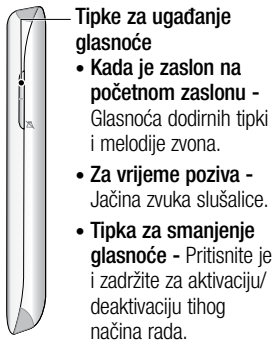 Tipke za ugađanje
glasnoće
• Kada je zaslon na
početnom zaslonu -
Glasnoća dodirnih tipki
i melodije zvona.
• Za vrijeme poziva -
Jačina zvuka slušalice.
• Tipka za smanjenje
glasnoće - Pritisnite je
i zadržite za aktivaciju/
deaktivaciju tihog
načina rada.